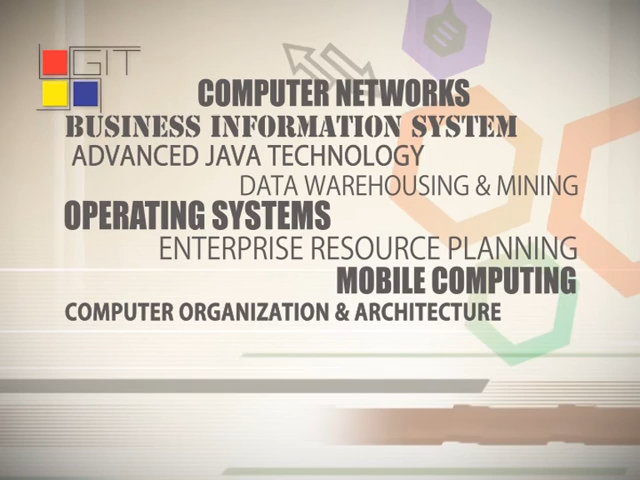 GIT
COMPUTER NETWORKS
BUSINESS INFORMATION SYSTEM
ADVANCED JAVA TECHNOLOGY
DATA WAREHOUSING & MINING
OPERATING SYSTEMS
ENTERPRISE RESOURCE PLANNING
MOBILE COMPUTING
COMPUTER ORGANIZATION & ARCHITECTURE